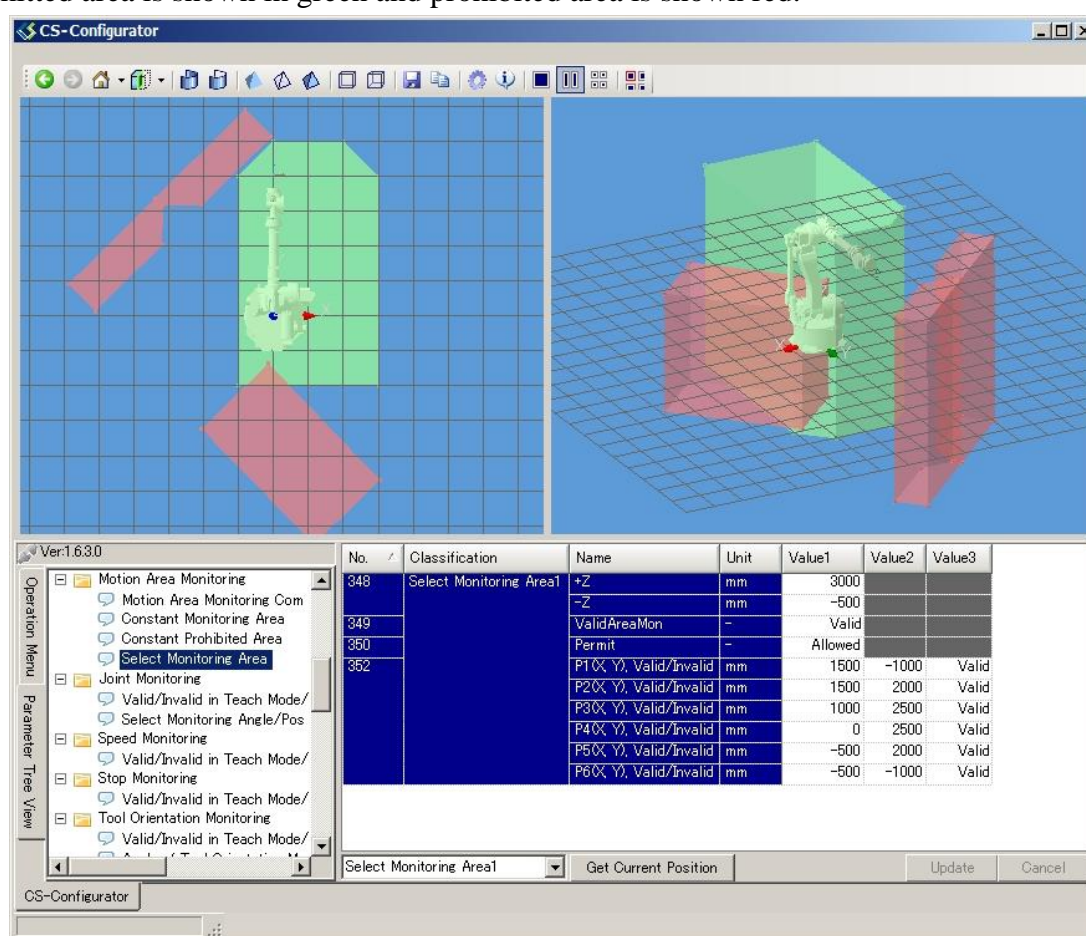 mitted area is shown in green and prohibited area is shown red.
CS-Configurator
Ver:1.6.3.0
Operation Menu
Parameter Tree View
Motion Area Monitoring
Motion Area Monitoring Com
Constant Monitoring Area
Constant Prohibited Area
Select Monitoring Area
Joint Monitoring
Valid/Invalid in Teach Mode/
Select Monitoring Angle/Pos
Speed Monitoring
Valid/Invalid in Teach Mode/
Stop Monitoring
Valid/Invalid in Teach Mode/
Tool Orientation Monitoring
Valid/Invalid in Teach Mode/
No. Classification Name Unit Value1 Value2 Value3
348 Select Monitoring Area1 +Z mm 3000
-Z mm -500
349 ValidAreaMon - Valid
350 Permit - Allowed
352 P1(X, Y), Valid/Invalid mm 1500 -1000 Valid
P2(X, Y), Valid/Invalid mm 1500 2000 Valid
P3(X, Y), Valid/Invalid mm 1000 2500 Valid
P4(X, Y), Valid/Invalid mm 0 2500 Valid
P5(X, Y), Valid/Invalid mm -500 2000 Valid
P6(X, Y), Valid/Invalid mm -500 -1000 Valid
Select Monitoring Area1 Get Current Position Update Cancel
CS-Configurator